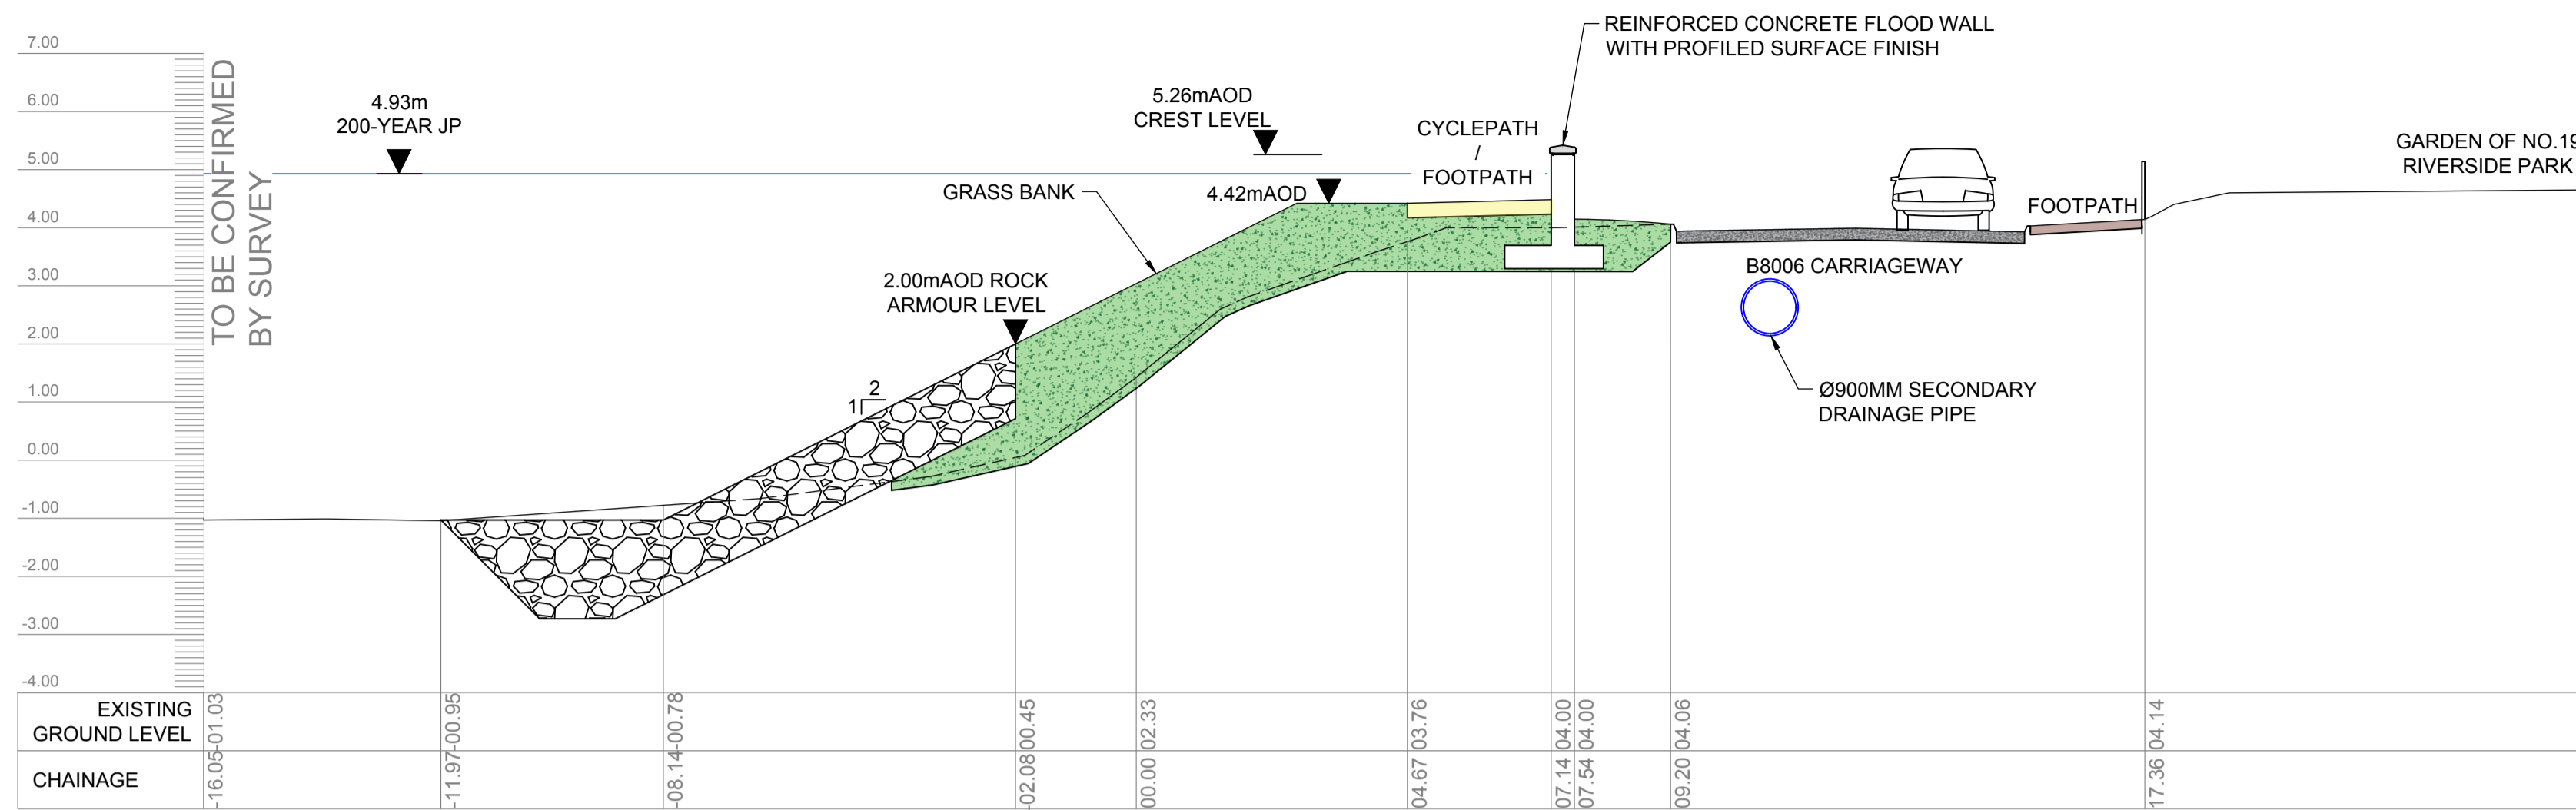 REINFORCED CONCRETE FLOOD WALL
WITH PROFILED SURFACE FINISH
7.00
6.00
5.00
4.00
3.00
2.00
1.00
0.00
-1.00
-2.00
-3.00
-4.00
TO BE CONFIRMED
BY SURVEY
4.93m
200-YEAR JP
5.26mAOD
CREST LEVEL
CYCLEPATH
/
FOOTPATH
GRASS BANK
4.42mAOD
2.00mAOD ROCK
ARMOUR LEVEL
2
1
GARDEN OF NO.19
RIVERSIDE PARK
FOOTPATH
B8006 CARRIAGEWAY
Ø900MM SECONDARY
DRAINAGE PIPE
EXISTING
GROUND LEVEL
-01.03
-00.95
-00.78
00.45
02.33
03.76
04.00
04.00
04.06
04.14
CHAINAGE
-16.05
-11.97
-08.14
-02.08
00.00
04.67
07.14
07.54
09.20
17.36